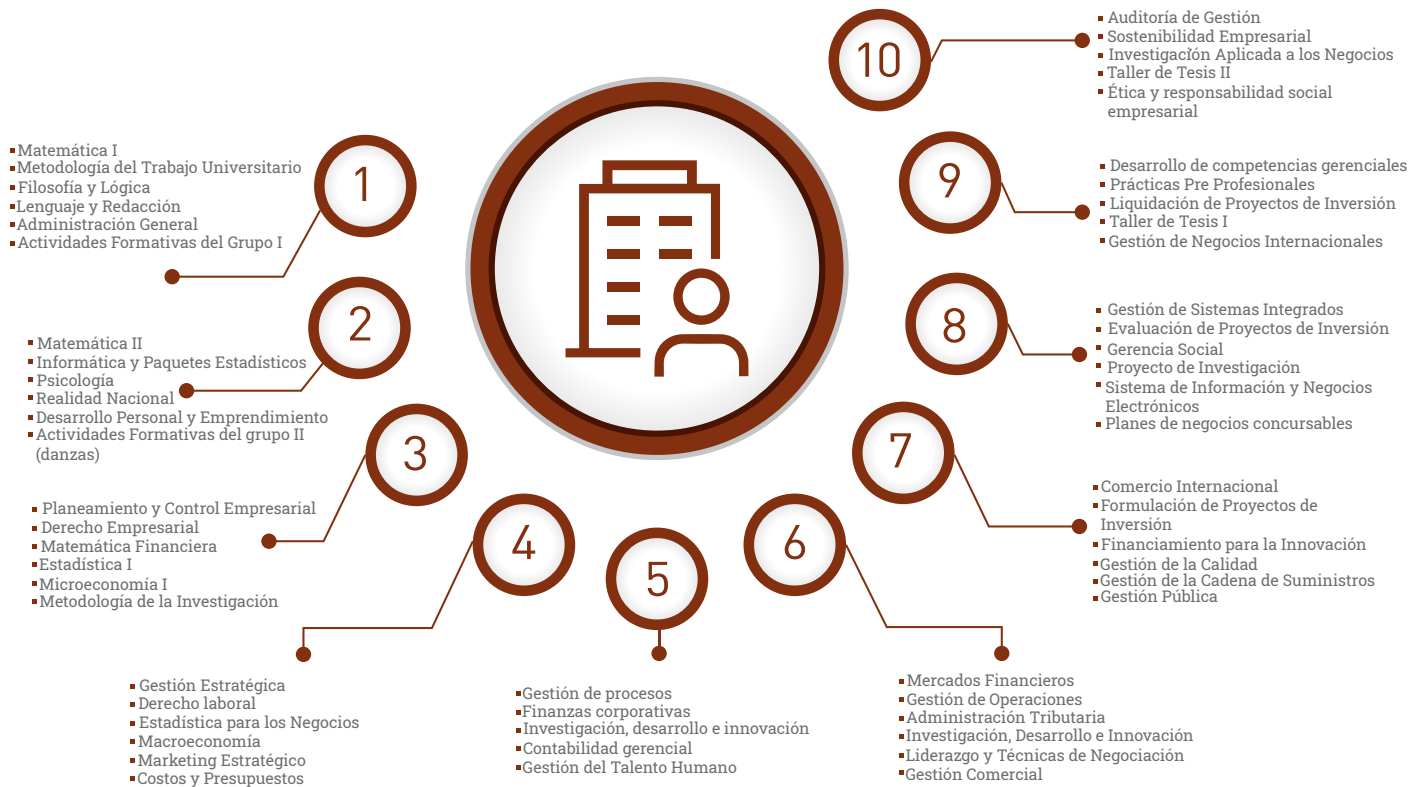 1
Matemática I
Metodología del Trabajo Universitario
Filosofía y Lógica
Lenguaje y Redacción
Administración General
Actividades Formativas del Grupo I
2
Matemática II
Informática y Paquetes Estadísticos
Psicología
Realidad Nacional
Desarrollo Personal y Emprendimiento
Actividades Formativas del grupo II
(danzas)
3
Planeamiento y Control Empresarial
Derecho Empresarial
Matemática Financiera
Estadística I
Microeconomía I
Metodología de la Investigación
4
Gestión Estratégica
Derecho laboral
Estadística para los Negocios
Macroeconomía
Marketing Estratégico
Costos y Presupuestos
5
Gestión de procesos
Finanzas corporativas
Investigación, desarrollo e innovación
Contabilidad gerencial
Gestión del Talento Humano
6
Mercados Financieros
Gestión de Operaciones
Administración Tributaria
Investigación, Desarrollo e Innovación
Liderazgo y Técnicas de Negociación
Gestión Comercial
7
Comercio Internacional
Formulación de Proyectos de
Inversión
Financiamiento para la Innovación
Gestión de la Calidad
Gestión de la Cadena de Suministros
Gestión Pública
8
Gestión de Sistemas Integrados
Evaluación de Proyectos de Inversión
Gerencia Social
Proyecto de Investigación
Sistema de Información y Negocios
Electrónicos
Planes de negocios concursables
9
Desarrollo de competencias gerenciales
Prácticas Pre Profesionales
Liquidación de Proyectos de Inversión
Taller de Tesis I
Gestión de Negocios Internacionales
10
Auditoría de Gestión
Sostenibilidad Empresarial
Investigación Aplicada a los Negocios
Taller de Tesis II
Ética y responsabilidad social
empresarial